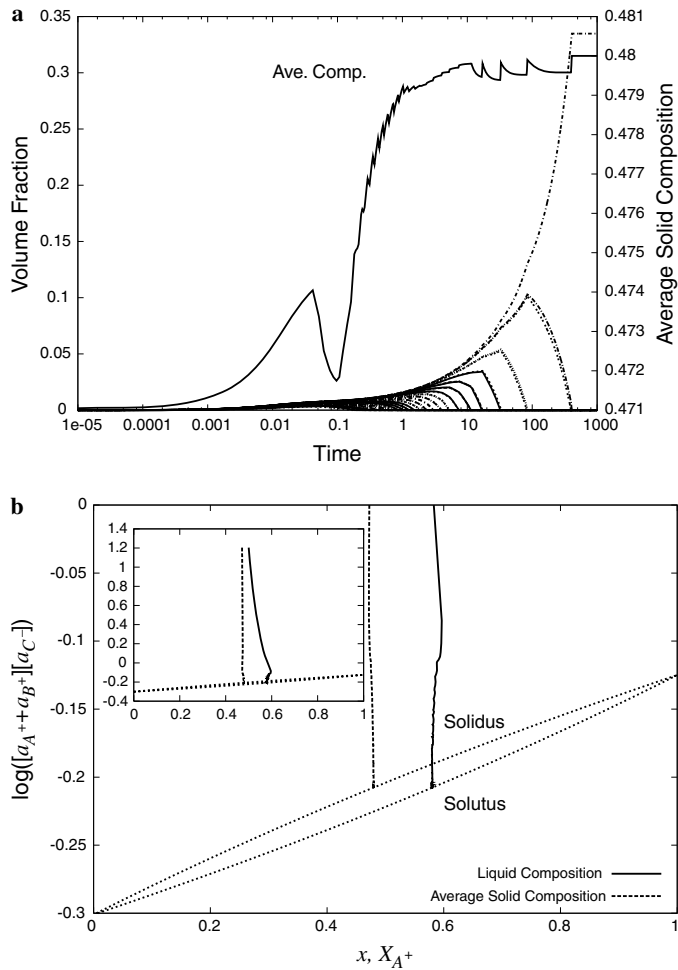 a
Volume Fraction
0.35
0.3
0.25
0.2
0.15
0.1
0.05
0
Ave. Comp.
0.481
0.48
0.479
0.478
0.477
0.476
0.475
0.474
0.473
0.472
0.471
Average Solid Composition
1e-05 0.0001 0.001 0.01 0.1 1 10 100 1000
Time
b
log([a_A⁺+a_B⁺][a_C⁻])
0
-0.05
-0.1
-0.15
-0.2
-0.25
-0.3
1.4
1.2
1
0.8
0.6
0.4
0.2
0
-0.2
-0.4
0 0.2 0.4 0.6 0.8 1
Solidus
Solutus
Liquid Composition
Average Solid Composition
0 0.2 0.4 0.6 0.8 1
x, X_A⁺